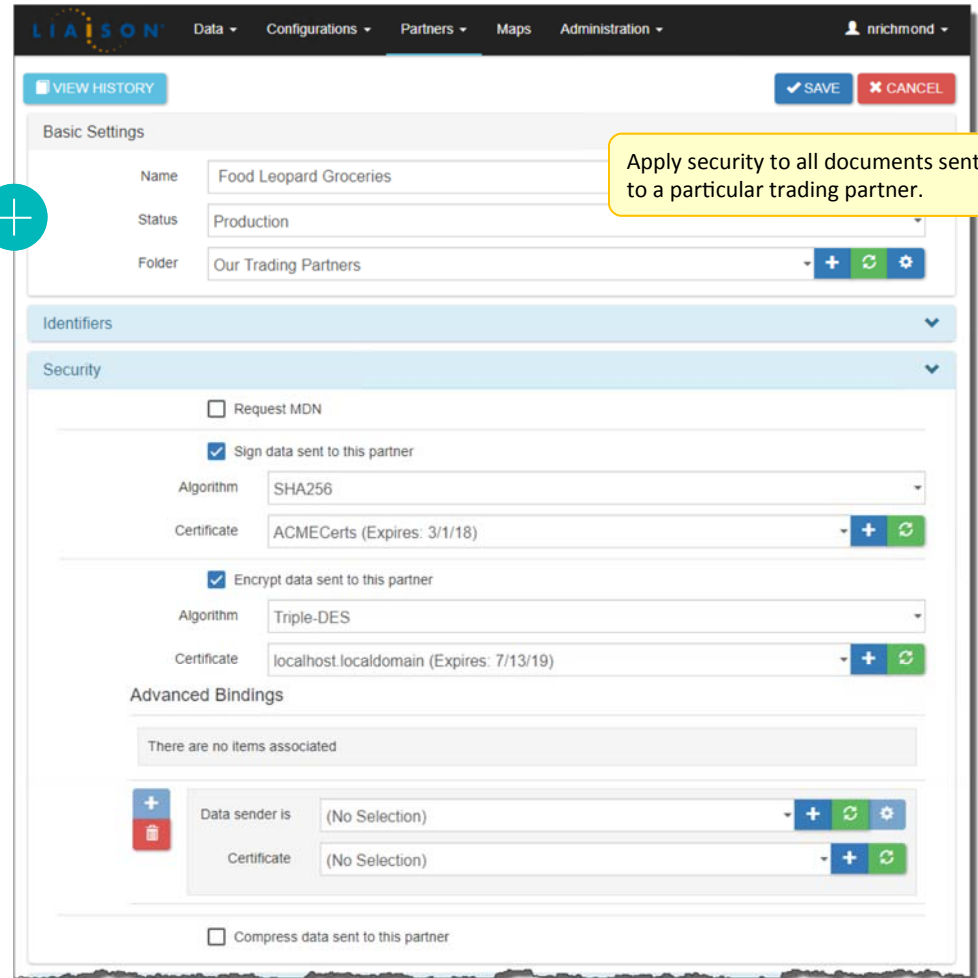 LIAISON Data Configurations Partners Maps Administration nrichmond
VIEW HISTORY SAVE CANCEL
Basic Settings
Apply security to all documents sent
to a particular trading partner.
Name Food Leopard Groceries
Status Production
Folder Our Trading Partners
Identifiers
Security
Request MDN
Sign data sent to this partner
Algorithm SHA256
Certificate ACMECerts (Expires: 3/1/18)
Encrypt data sent to this partner
Algorithm Triple-DES
Certificate localhost.localdomain (Expires: 7/13/19)
Advanced Bindings
There are no items associated
Data sender is (No Selection)
Certificate (No Selection)
Compress data sent to this partner